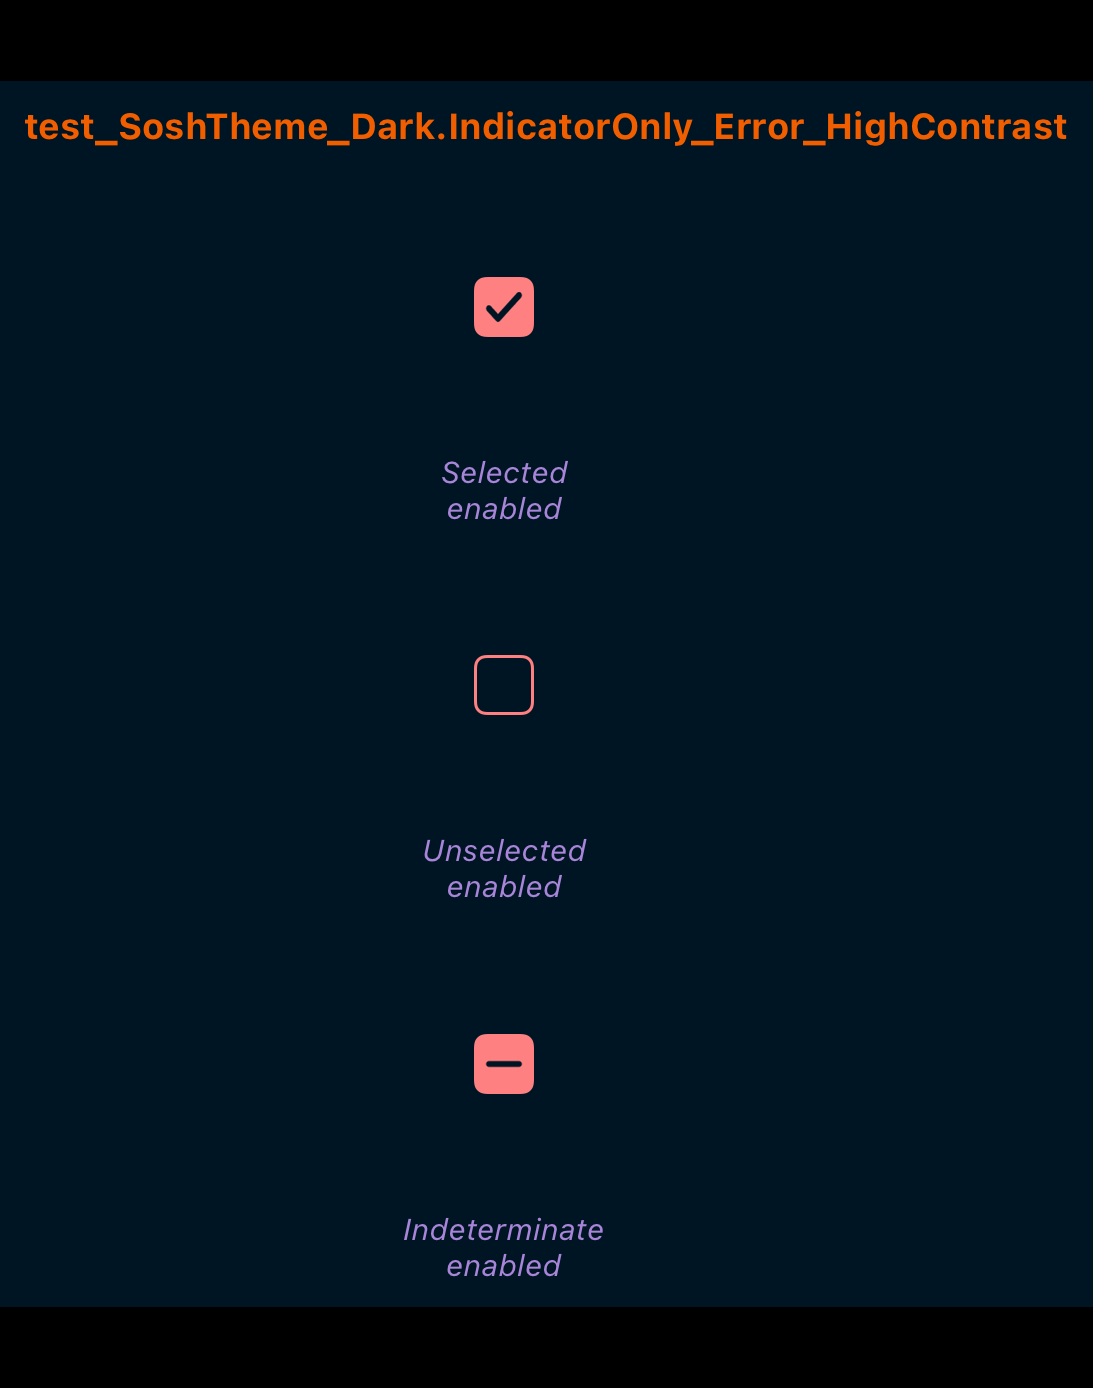 test_SoshTheme_Dark.IndicatorOnly_Error_HighContrast
Selected
enabled
Unselected
enabled
Indeterminate
enabled